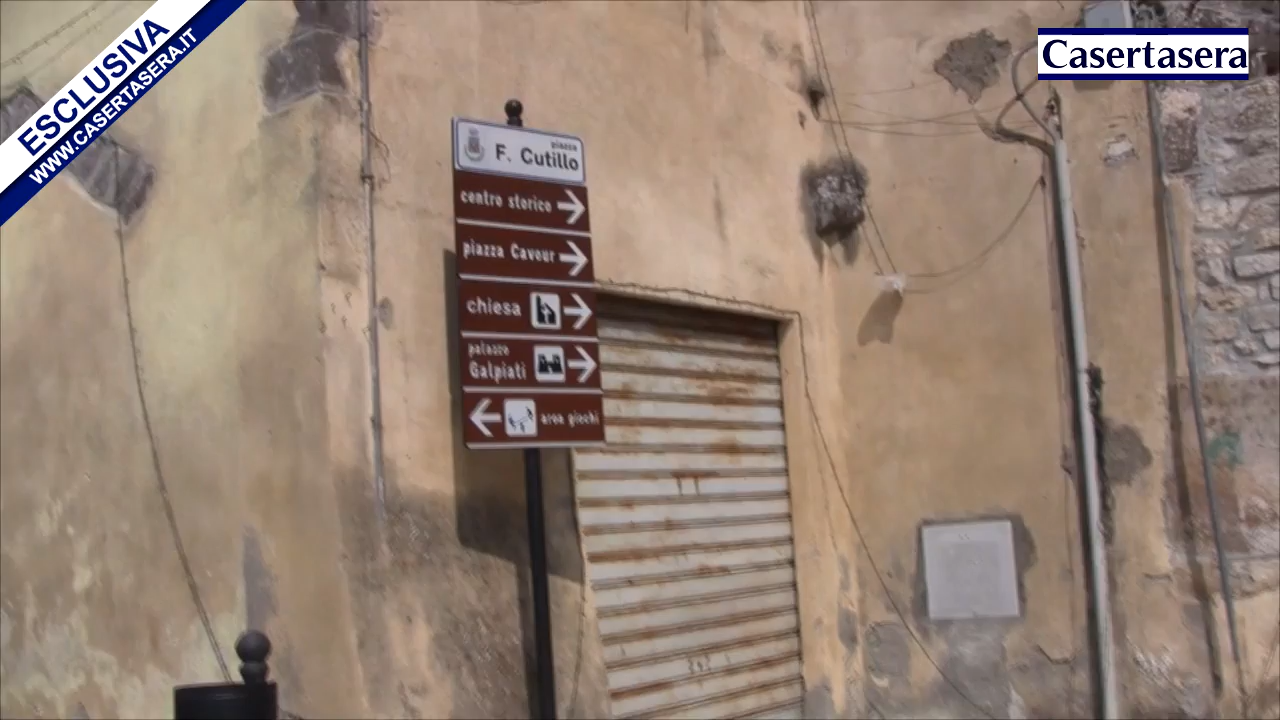 ESCLUSIVA
WWW.CASERTASERA.IT
Casertasera
piazza
F. Cutillo
centro storico
piazza Cavour
chiesa
palazzo
Galpiati
area giochi